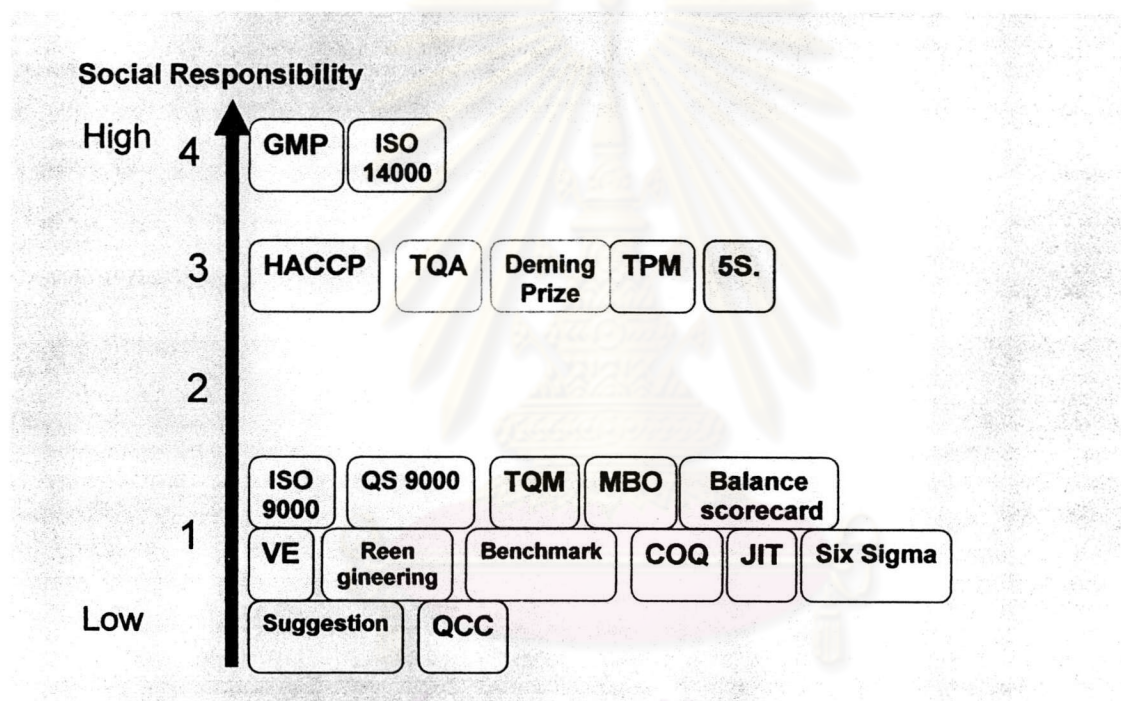 Social Responsibility
High
4
GMP
ISO
14000
3
HACCP
TQA
Deming
Prize
TPM
5S.
2
ISO
9000
QS 9000
TQM
MBO
Balance
scorecard
1
VE
Reen
gineering
Benchmark
COQ
JIT
Six Sigma
Low
Suggestion
QCC